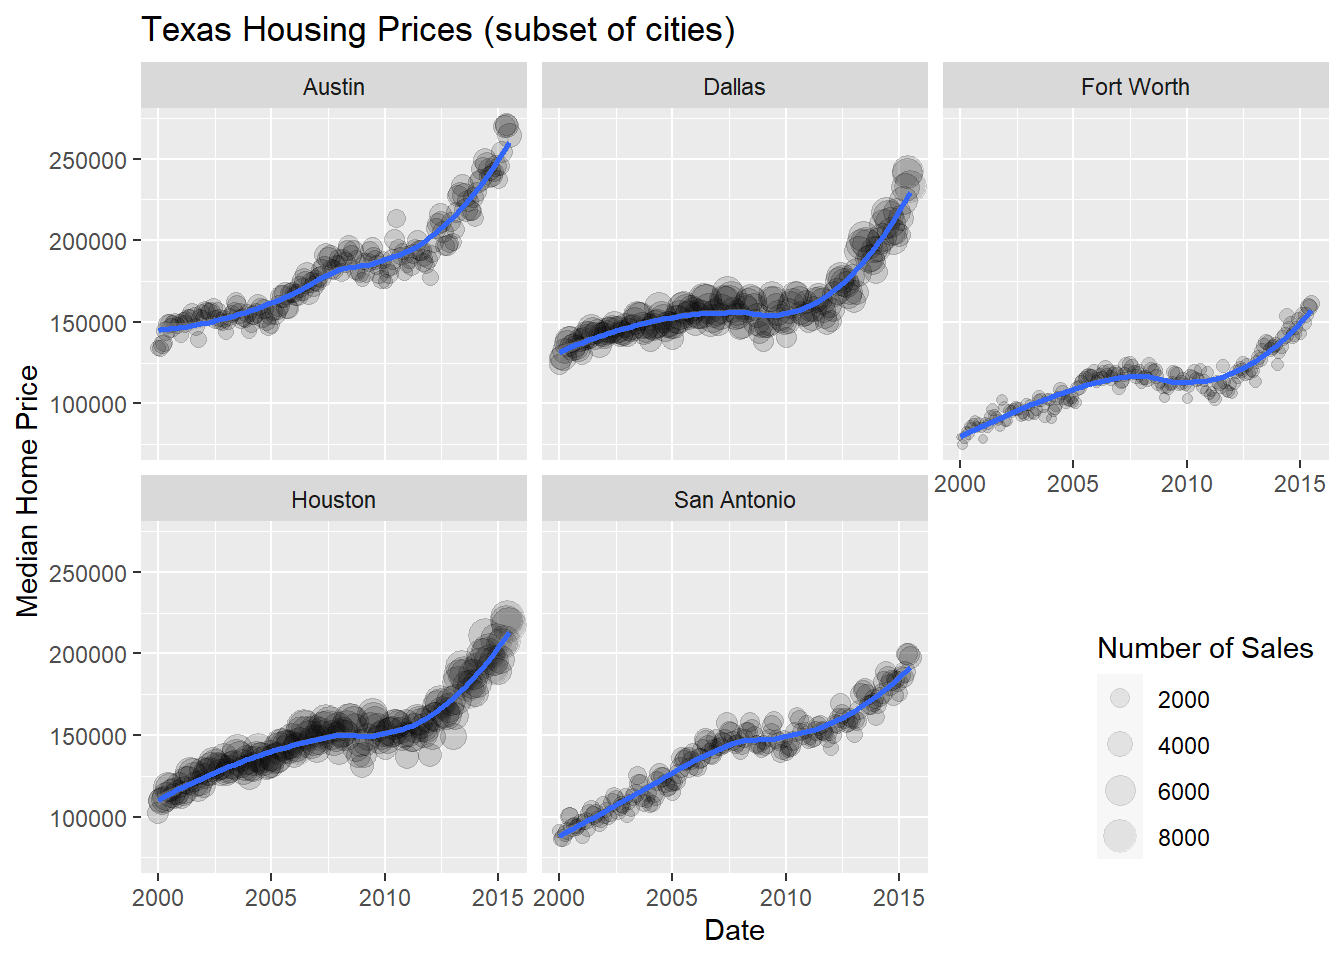 Texas Housing Prices (subset of cities)
Austin
Dallas
Fort Worth
250000
200000
150000
100000
2000 2005 2010 2015
Median Home Price
Houston
San Antonio
250000
200000
150000
100000
2000 2005 2010 2015
2000 2005 2010 2015
Date
Number of Sales
2000
4000
6000
8000